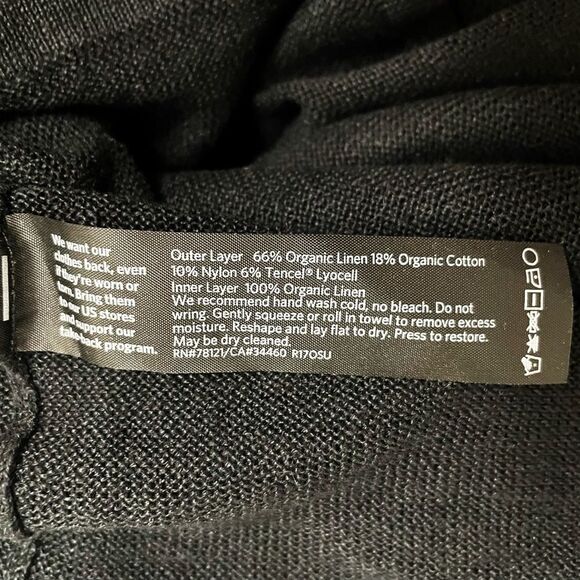 We want our
clothes back, even
if they're worn or
torn. Bring them
to our US stores
and support our
take-back program.
Outer Layer 66% Organic Linen 18% Organic Cotton
10% Nylon 6% Tencel® Lyocell
Inner Layer 100% Organic Linen
We recommend hand wash cold, no bleach. Do not
wring. Gently squeeze or roll in towel to remove excess
moisture. Reshape and lay flat to dry. Press to restore.
May be dry cleaned.
RN#78121/CA#34460 R17OSU